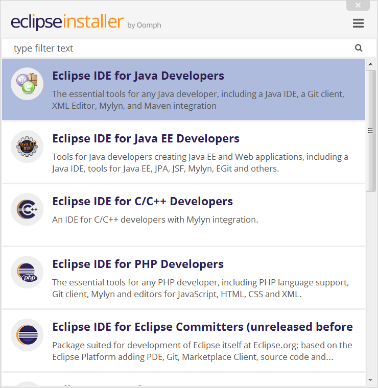 eclipseinstaller by Oomph
type filter text
Eclipse IDE for Java Developers
The essential tools for any Java developer, including a Java IDE, a Git client,
XML Editor, Mylyn, and Maven integration
Eclipse IDE for Java EE Developers
Tools for Java developers creating Java EE and Web applications, including a
Java IDE, tools for Java EE, JPA, JSF, Mylyn, EGit and others.
Eclipse IDE for C/C++ Developers
An IDE for C/C++ developers with Mylyn integration.
Eclipse IDE for PHP Developers
The essential tools for any PHP developer, including PHP language support,
Git client, Mylyn and editors for JavaScript, HTML, CSS and XML.
php
Eclipse IDE for Eclipse Committers (unreleased before
Package suited for development of Eclipse itself at Eclipse.org; based on the
Eclipse Platform adding PDE, Git, Marketplace Client, source code and...